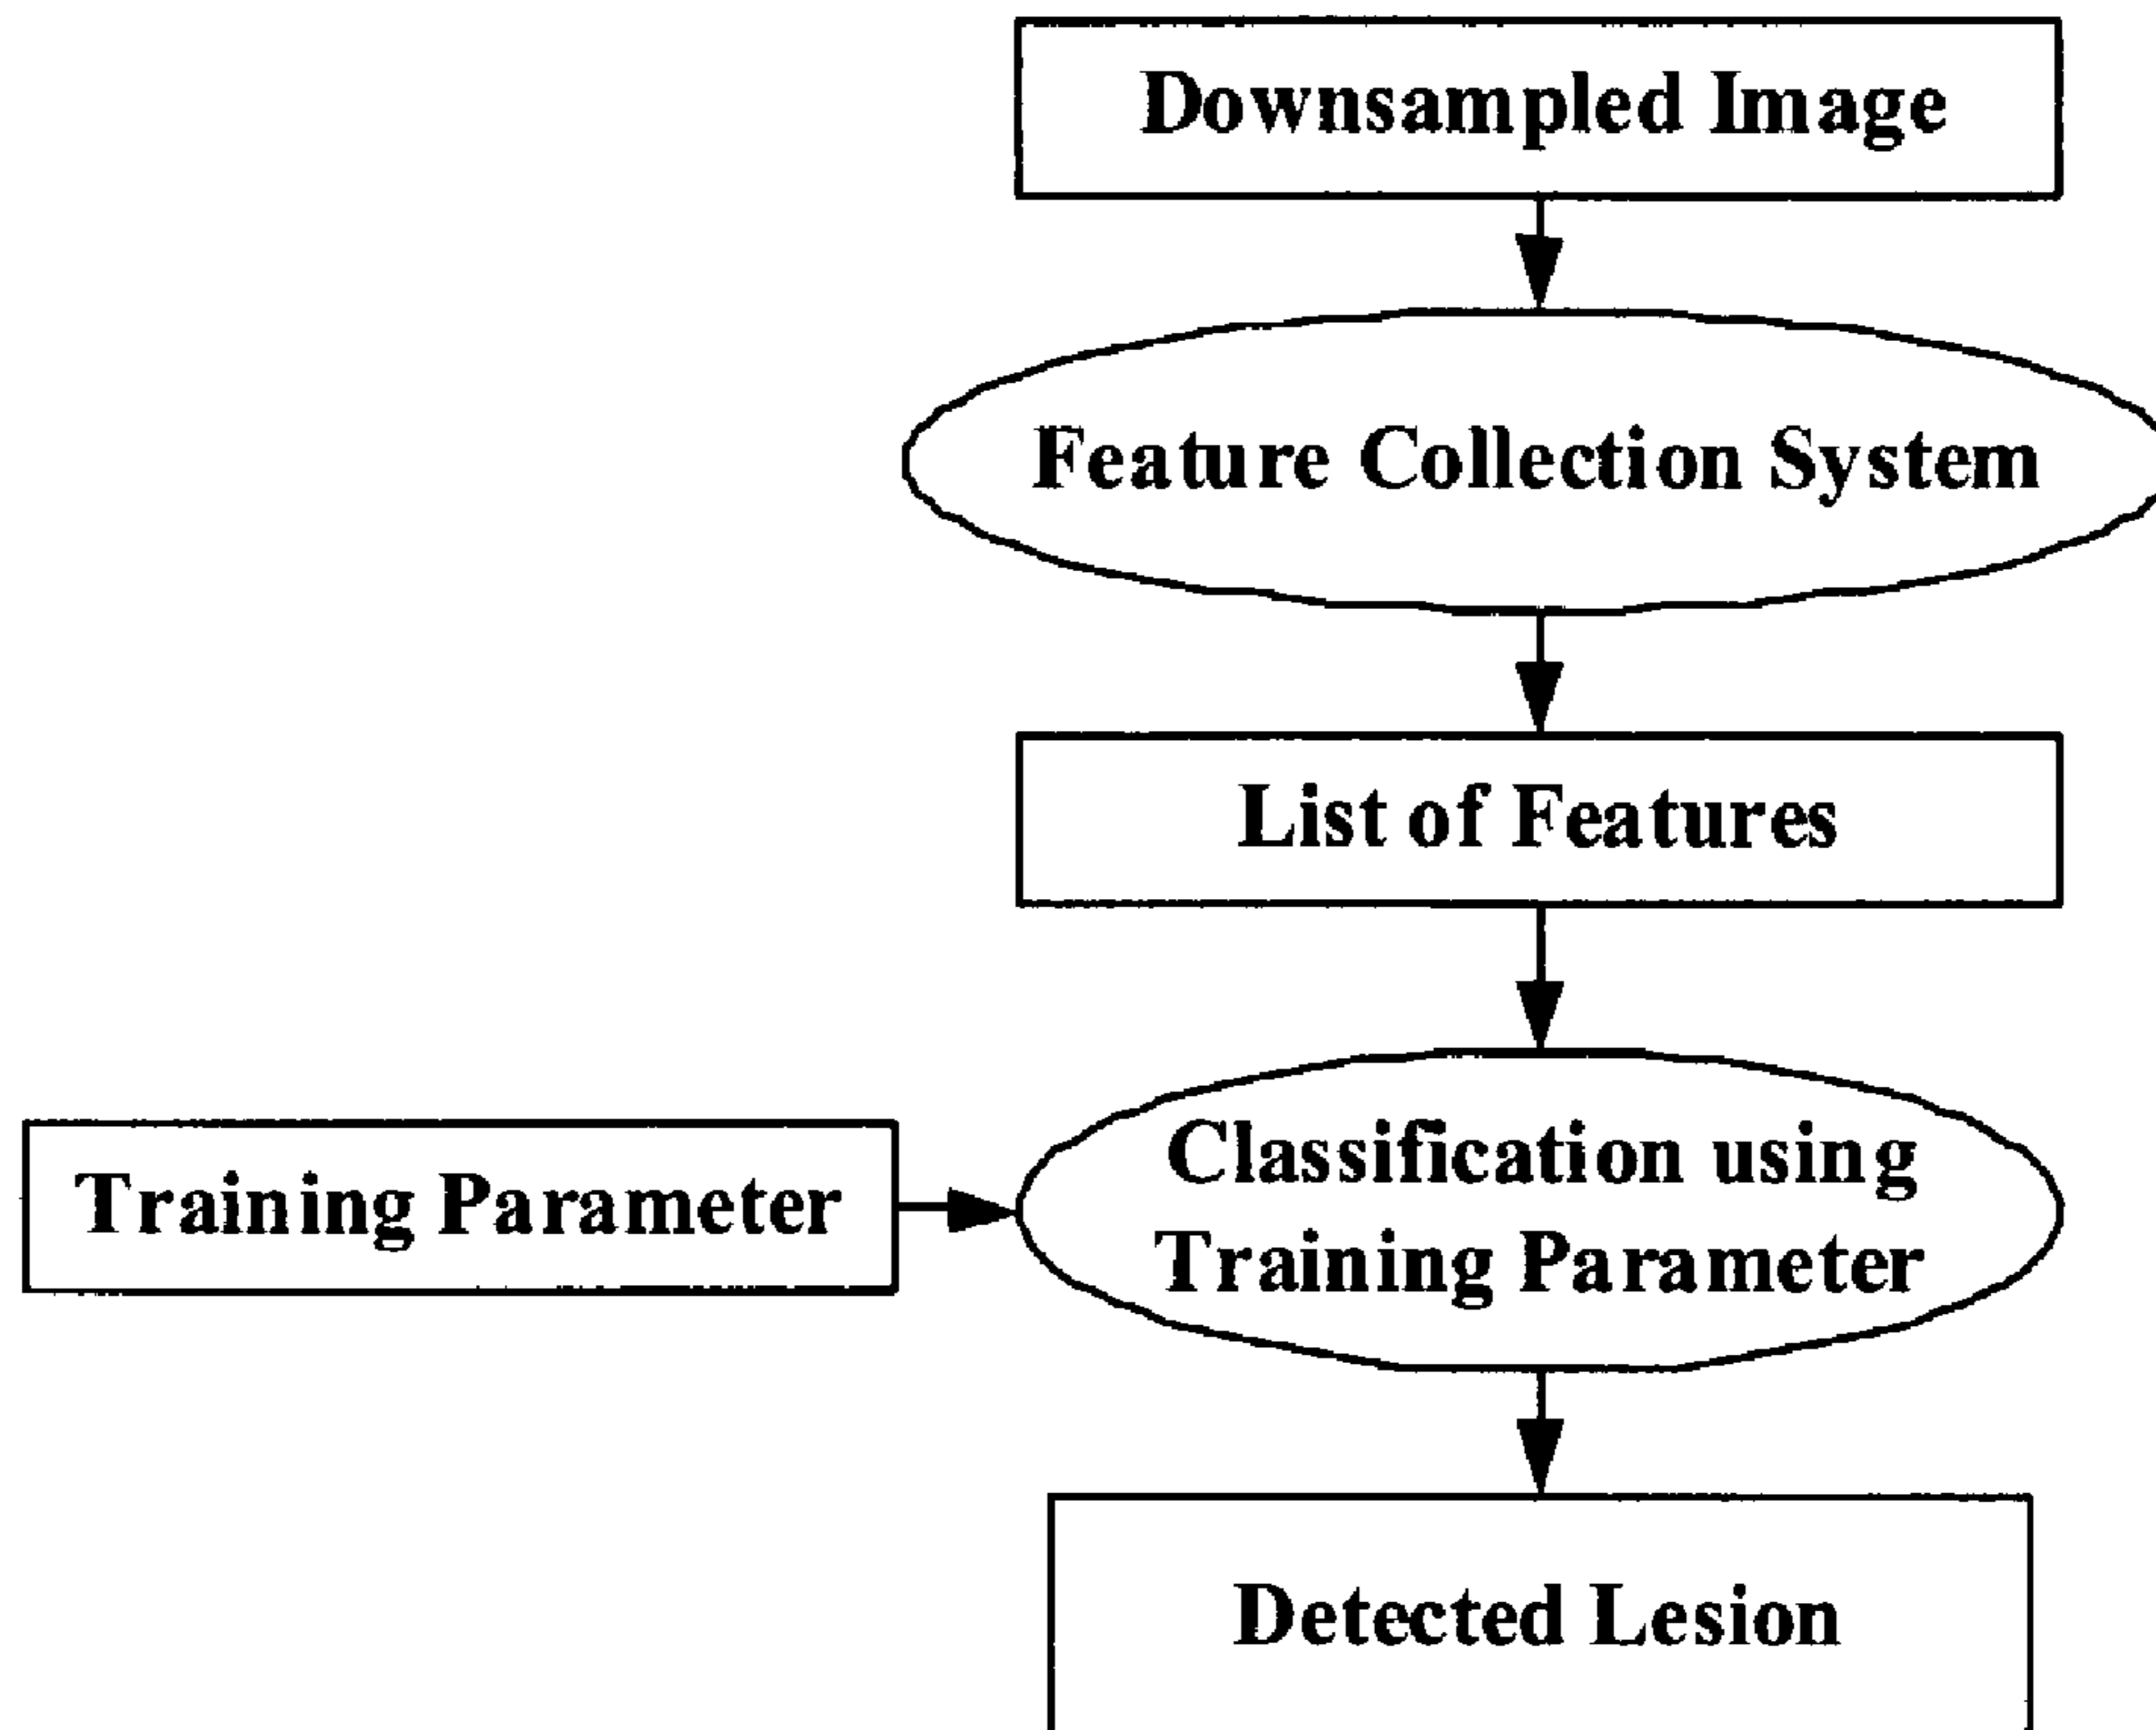 Downsampled Image
Feature Collection System
List of Features
Training Parameter
Classification using
Training Parameter
Detected Lesion